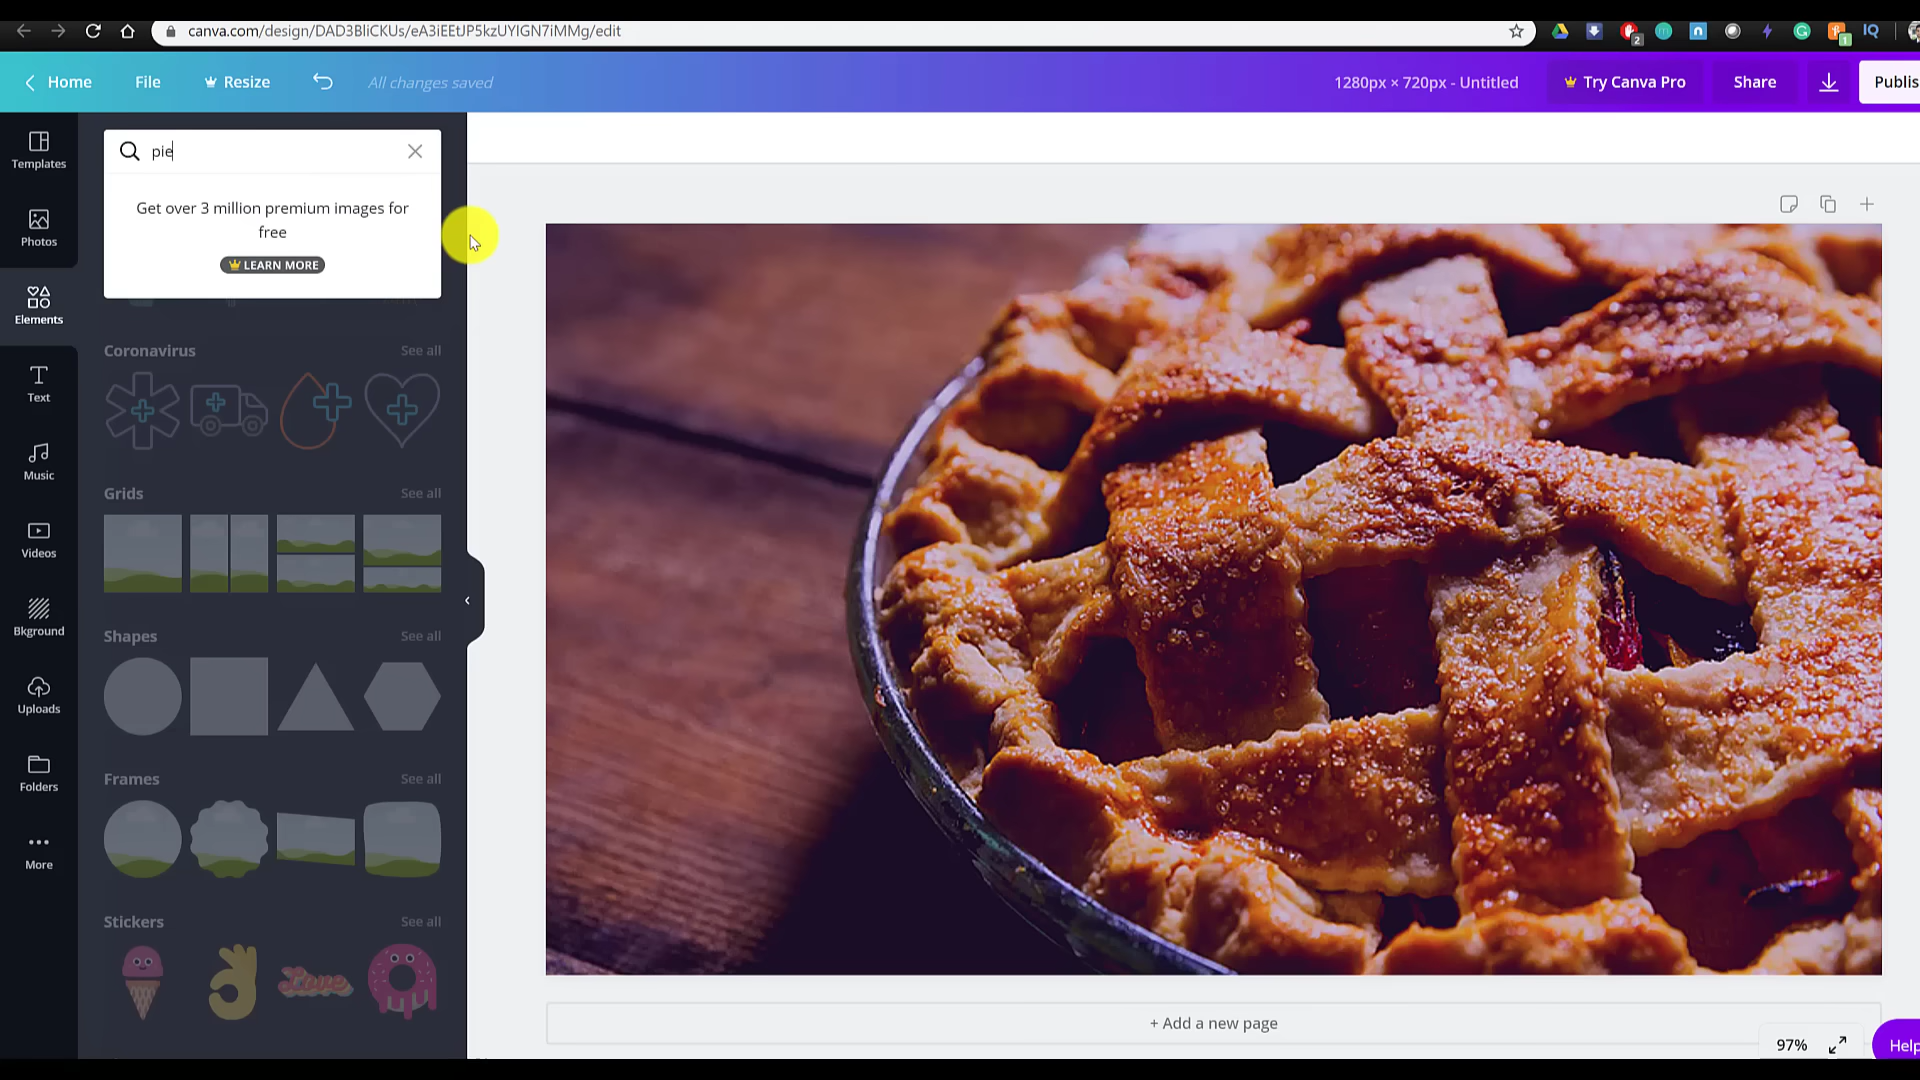 canva.com/design/DAD3BliCKUs/eA3iEEtJP5kzUYIGN7iMMg/edit
2
1
IQ
Home
File
Resize
All changes saved
1280px × 720px - Untitled
Try Canva Pro
Share
Publis
Templates
Photos
Elements
Text
Music
Videos
Bkground
Uploads
Folders
More
pie
Get over 3 million premium images for
free
LEARN MORE
Coronavirus
See all
Grids
See all
Shapes
See all
Frames
See all
Stickers
See all
Love
+ Add a new page
97%
Help